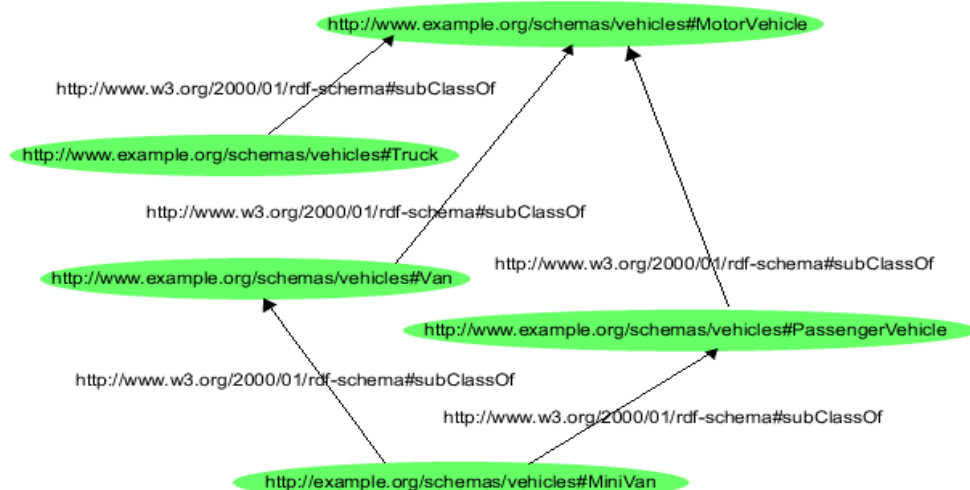 http://www.example.org/schemas/vehicles#MotorVehicle
http://www.w3.org/2000/01/rdf-schema#subClassOf
http://www.example.org/schemas/vehicles#Truck
http://www.w3.org/2000/01/rdf-schema#subClassOf
http://www.w3.org/2000/01/rdf-schema#subClassOf
http://www.example.org/schemas/vehicles#Van
http://www.example.org/schemas/vehicles#PassengerVehicle
http://www.w3.org/2000/01/rdf-schema#subClassOf
http://www.w3.org/2000/01/rdf-schema#subClassOf
http://example.org/schemas/vehicles#MiniVan